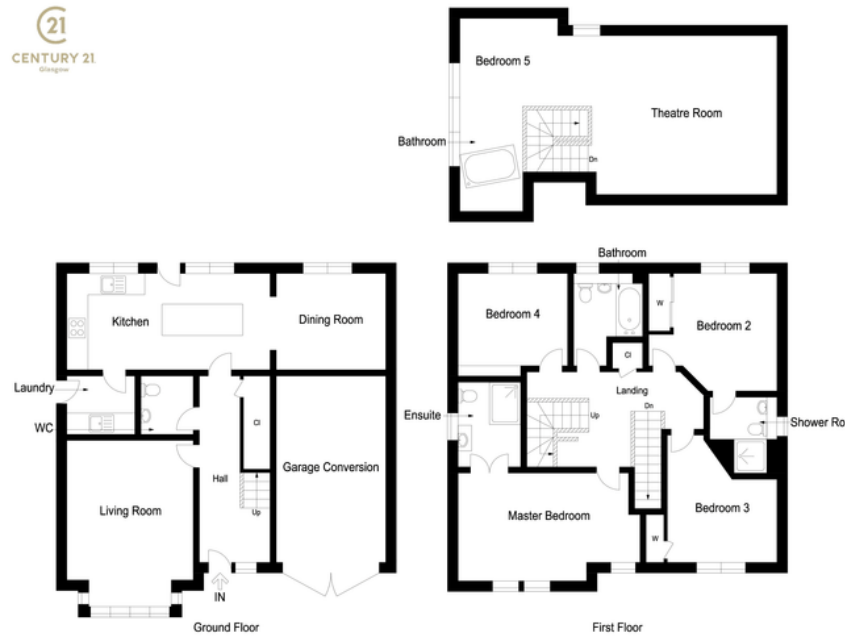 C21
CENTURY 21.
Glasgow
Bedroom 5
Theatre Room
Bathroom
Dn
Kitchen
Dining Room
Laundry
WC
Cl
Hall
Garage Conversion
Living Room
Up
IN
Ground Floor
Bathroom
Bedroom 4
W
Bedroom 2
Cl
Landing
Ensuite
Up
Dn
Shower Ro
Master Bedroom
Bedroom 3
W
First Floor